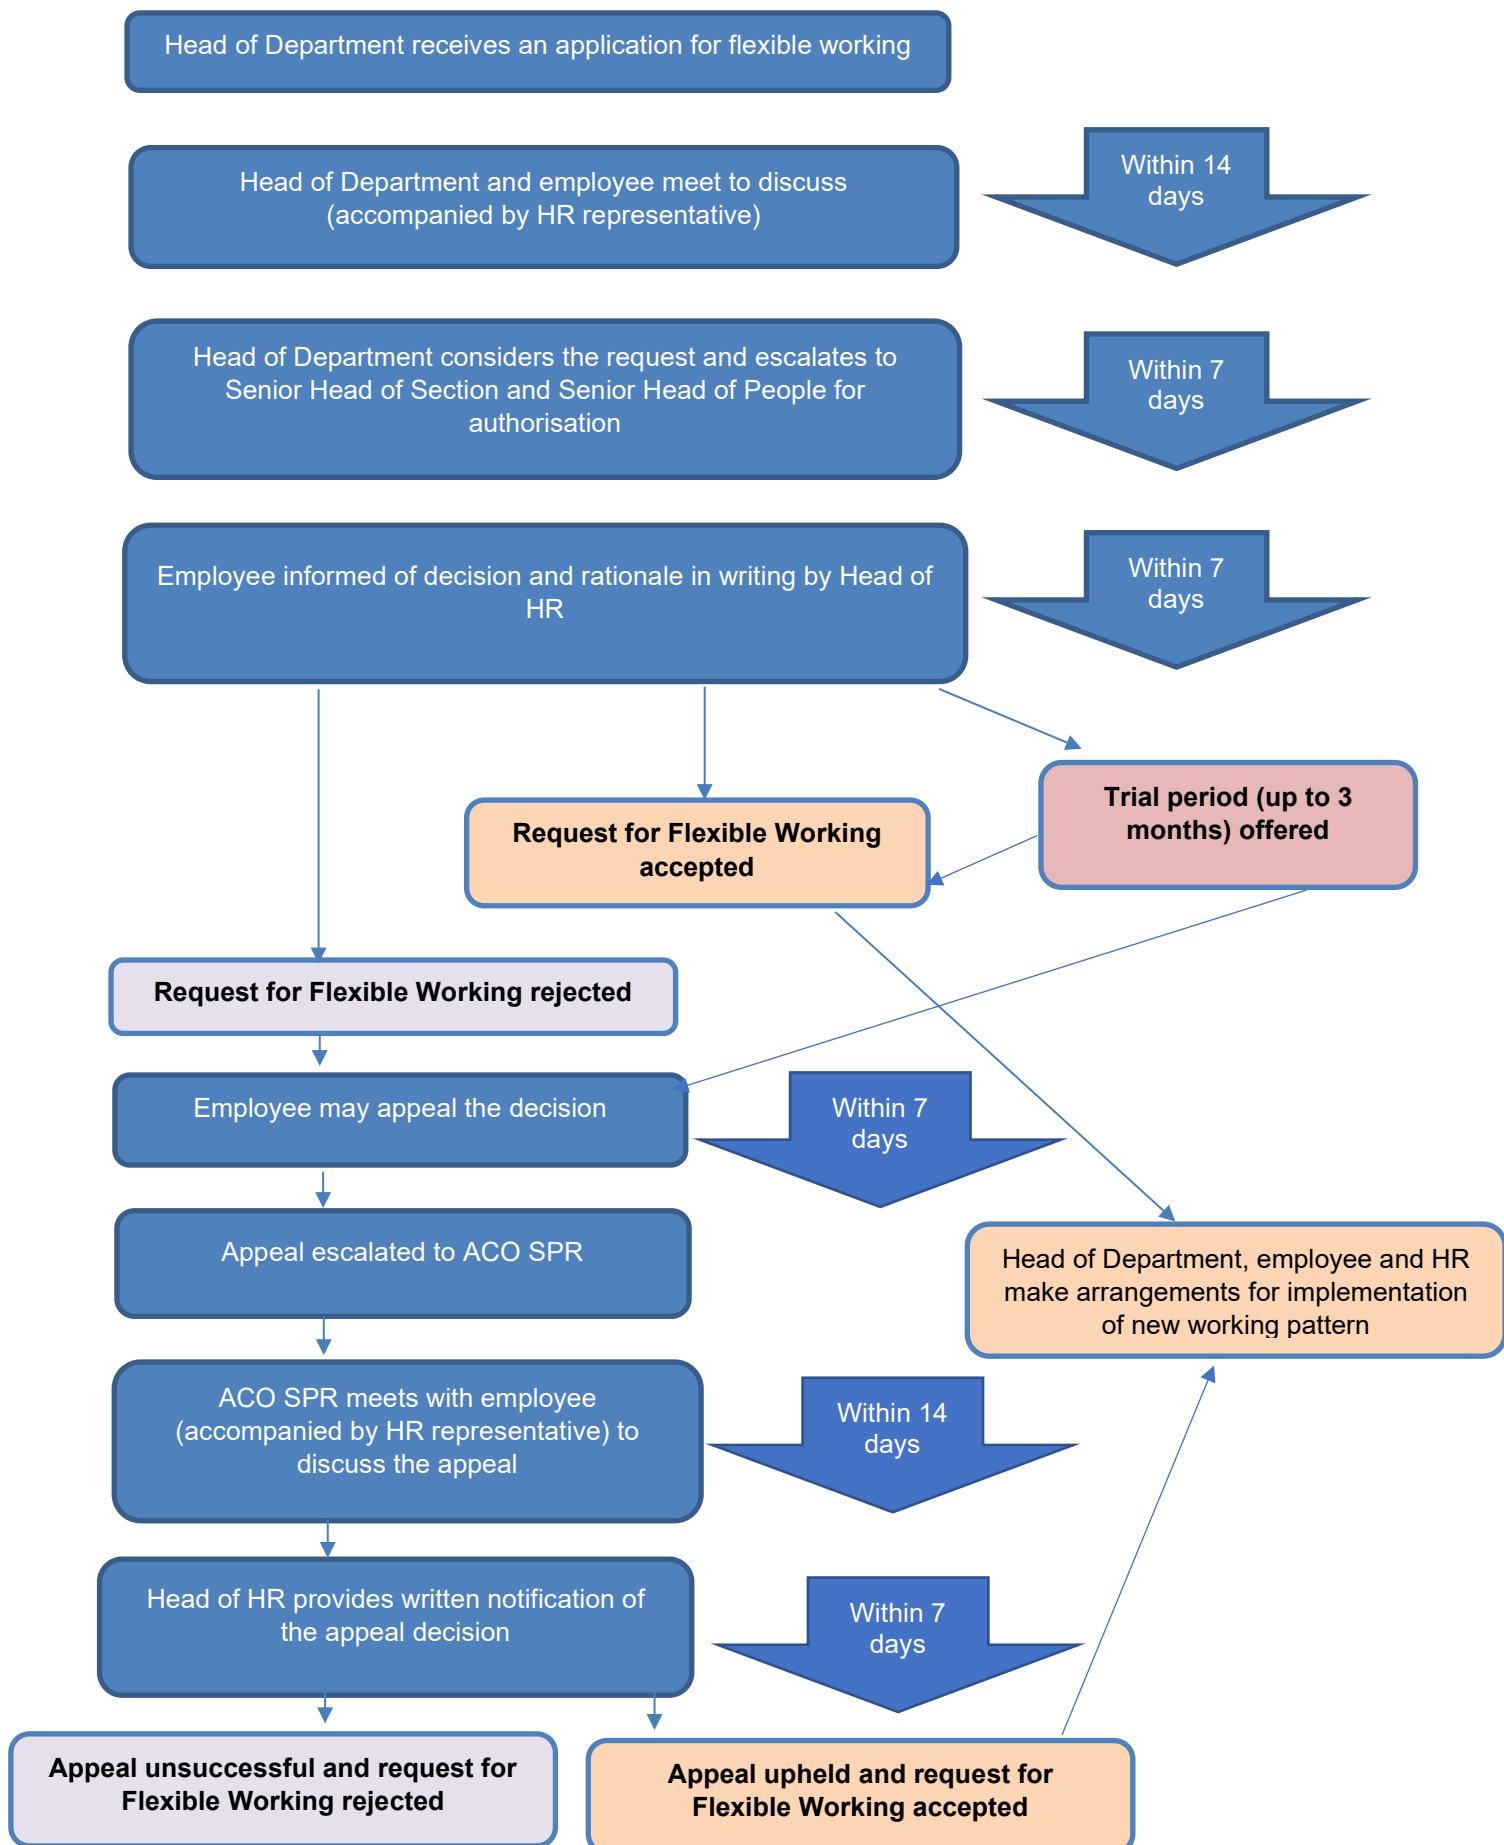 Head of Department receives an application for flexible working
Head of Department and employee meet to discuss
(accompanied by HR representative)
Within 14
days
Head of Department considers the request and escalates to
Senior Head of Section and Senior Head of People for
authorisation
Within 7
days
Employee informed of decision and rationale in writing by Head of
HR
Within 7
days
Trial period (up to 3
months) offered
Request for Flexible Working
accepted
Request for Flexible Working rejected
Employee may appeal the decision
Within 7
days
Appeal escalated to ACO SPR
Head of Department, employee and HR
make arrangements for implementation
of new working pattern
ACO SPR meets with employee
(accompanied by HR representative) to
discuss the appeal
Within 14
days
Head of HR provides written notification of
the appeal decision
Within 7
days
Appeal unsuccessful and request for
Flexible Working rejected
Appeal upheld and request for
Flexible Working accepted